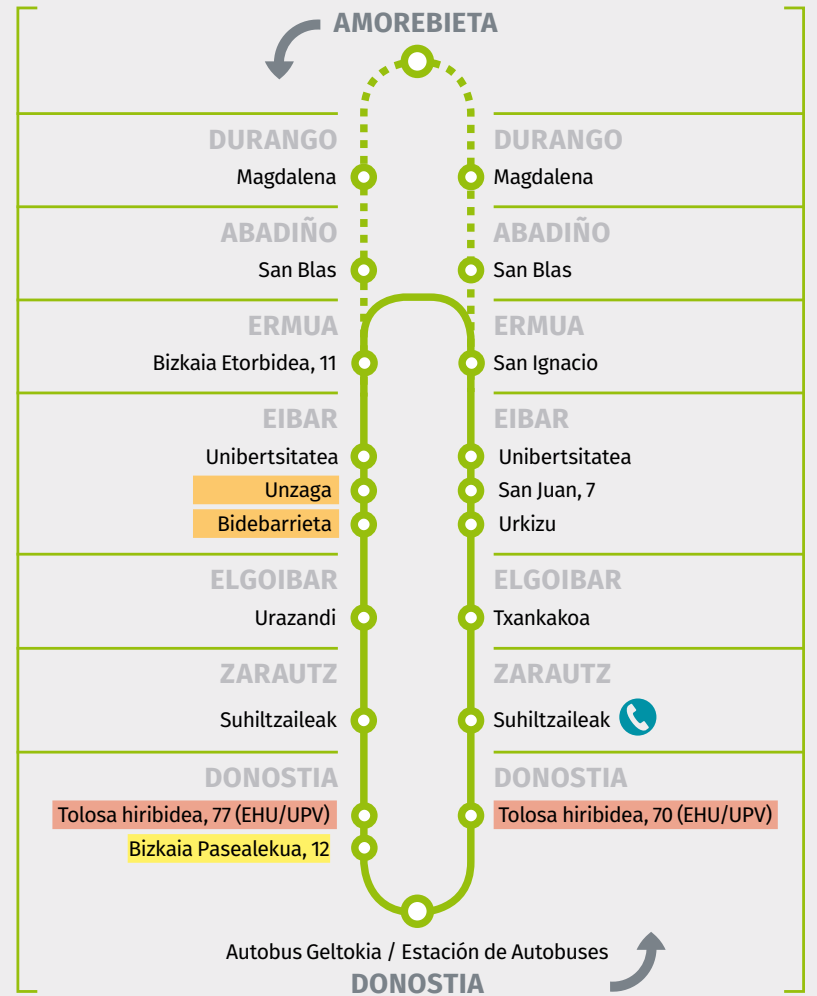 AMOREBIETA
DURANGO DURANGO
Magdalena Magdalena
ABADIÑO ABADIÑO
San Blas San Blas
ERMUA ERMUA
Bizkaia Etorbidea, 11 San Ignacio
EIBAR EIBAR
Unibertsitatea Unibertsitatea
Unzaga San Juan, 7
Bidebarrieta Urkizu
ELGOIBAR ELGOIBAR
Urazandi Txankakoa
ZARAUTZ ZARAUTZ
Suhiltzaileak Suhiltzaileak
DONOSTIA DONOSTIA
Tolosa hiribidea, 77 (EHU/UPV) Tolosa hiribidea, 70 (EHU/UPV)
Bizkaia Pasealekua, 12
Autobus Geltokia / Estación de Autobuses
DONOSTIA